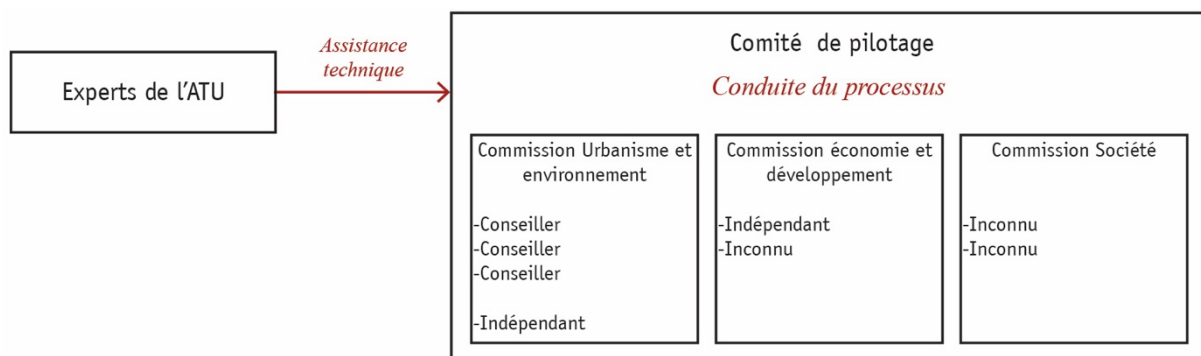 Experts de l'ATU
Assistance
technique
Comité de pilotage
Conduite du processus
Commission Urbanisme et
environnement
-Conseiller
-Conseiller
-Conseiller
-Indépendant
Commission économie et
développement
-Indépendant
-Inconnu
Commission Société
-Inconnu
-Inconnu